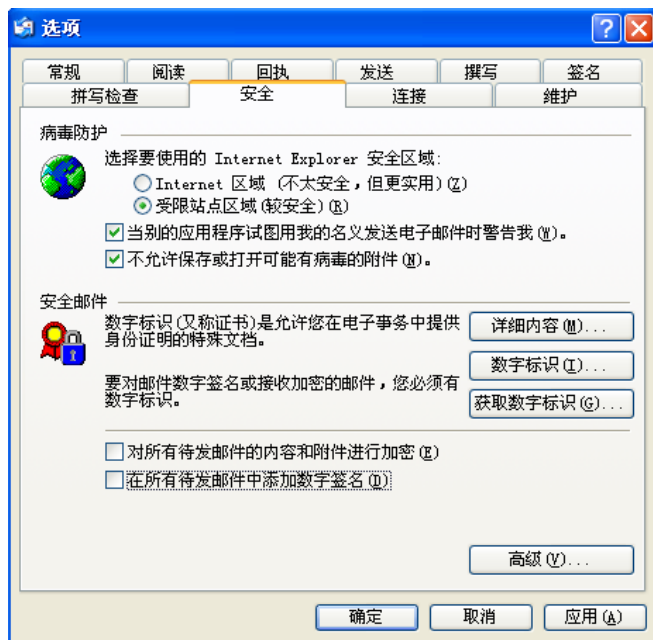 选项
常规 阅读 回执 发送 撰写 签名
拼写检查 安全 连接 维护
病毒防护
选择要使用的 Internet Explorer 安全区域:
Internet 区域 (不太安全,但更实用)(Z)
受限站点区域(较安全)(R)
当别的应用程序试图用我的名义发送电子邮件时警告我(W)。
不允许保存或打开可能有病毒的附件(N)。
安全邮件
数字标识(又称证书)是允许您在电子事务中提供
身份证明的特殊文档。
详细内容(M)...
数字标识(I)...
要对邮件数字签名或接收加密的邮件,您必须有
数字标识。
获取数字标识(G)...
对所有待发邮件的内容和附件进行加密(E)
在所有待发邮件中添加数字签名(D)
高级(V)...
确定 取消 应用(A)